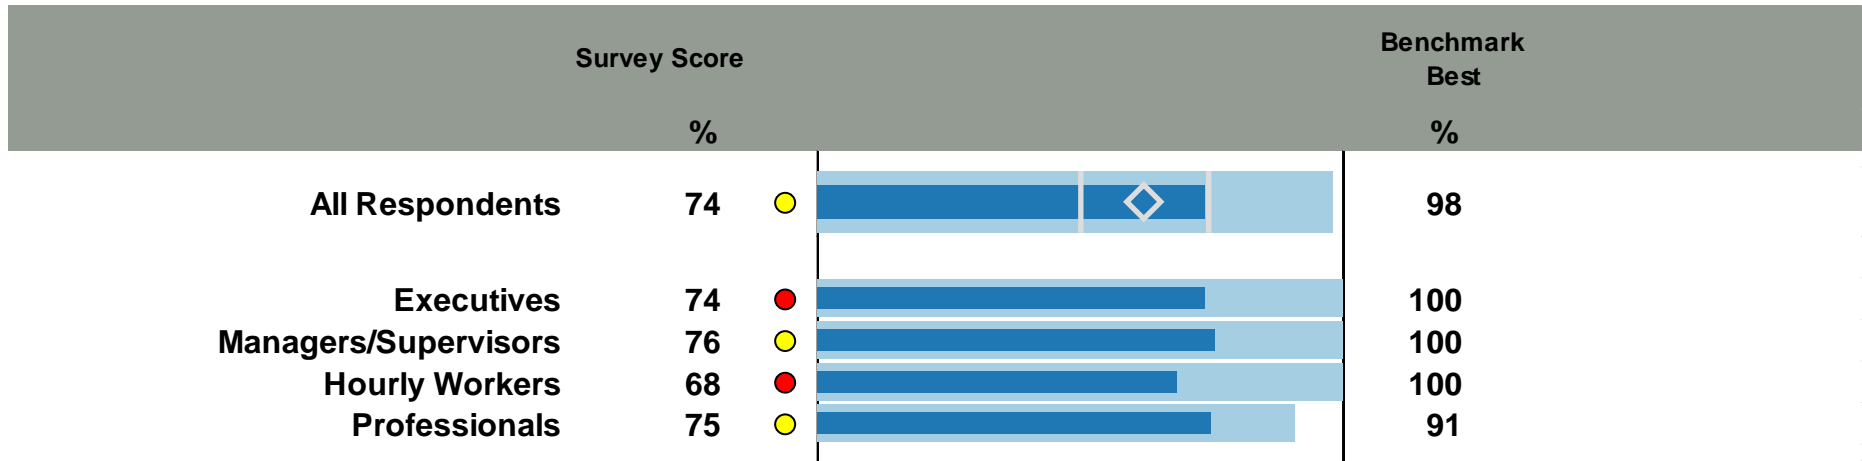 Survey Score
Benchmark
Best
% %
All Respondents 74 98
Executives 74 100
Managers/Supervisors 76 100
Hourly Workers 68 100
Professionals 75 91